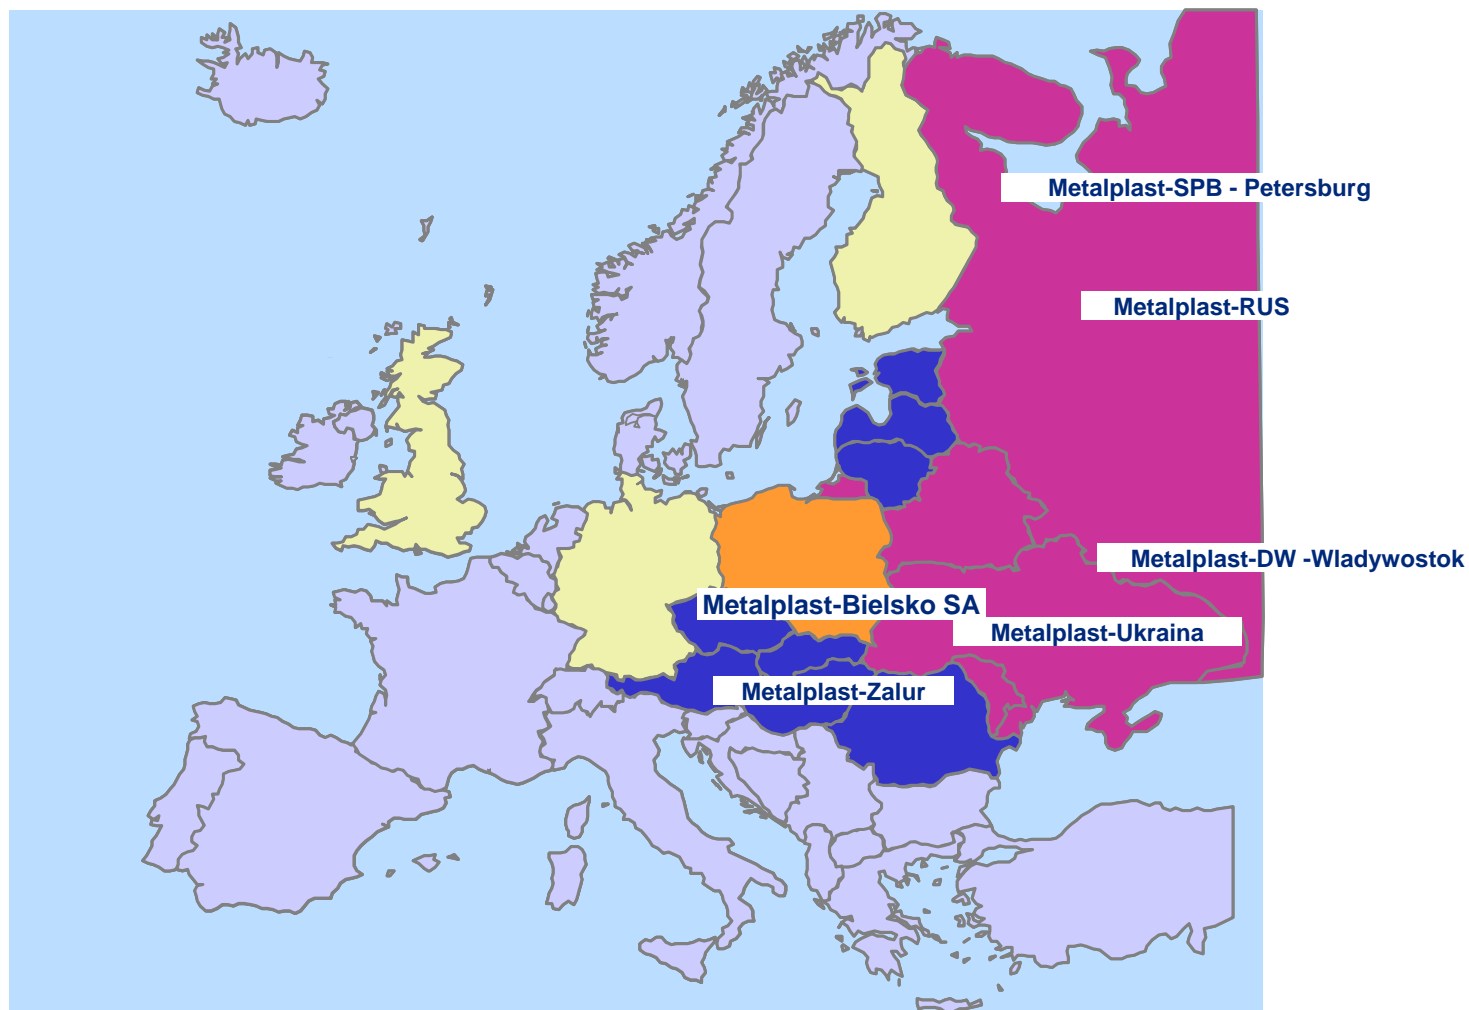 Metalplast-SPB - Petersburg
Metalplast-RUS
Metalplast-DW -Wladywostok
Metalplast-Bielsko SA
Metalplast-Ukraina
Metalplast-Zalur